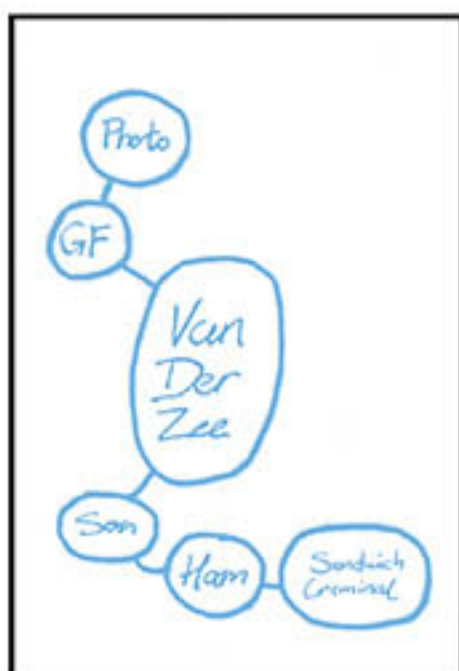 Photo
GF
Van
Der
Zee
Son
Ham
Sandwich
Criminal